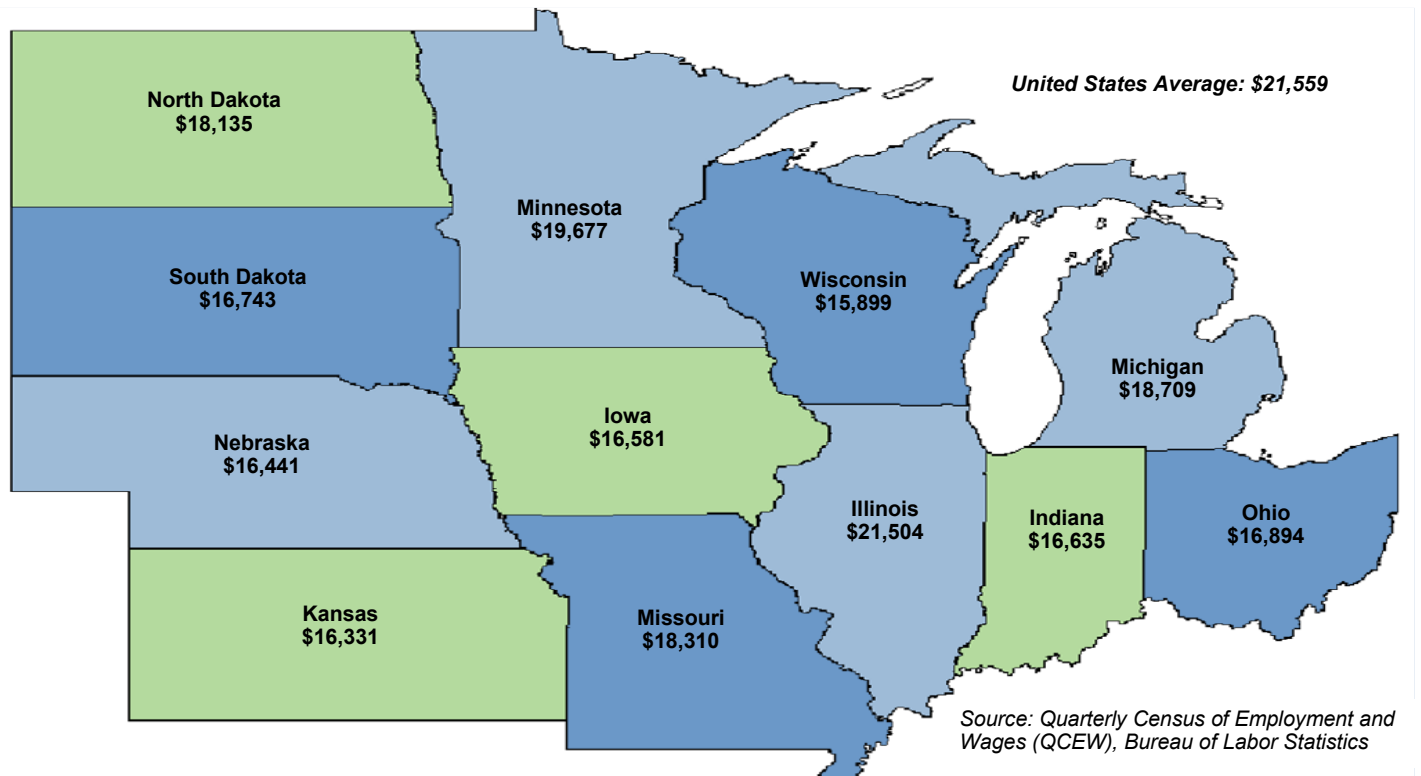 United States Average: $21,559
North Dakota
$18,135
Minnesota
$19,677
South Dakota
$16,743
Wisconsin
$15,899
Michigan
$18,709
Nebraska
$16,441
Iowa
$16,581
Illinois
$21,504
Indiana
$16,635
Ohio
$16,894
Kansas
$16,331
Missouri
$18,310
Source: Quarterly Census of Employment and
Wages (QCEW), Bureau of Labor Statistics